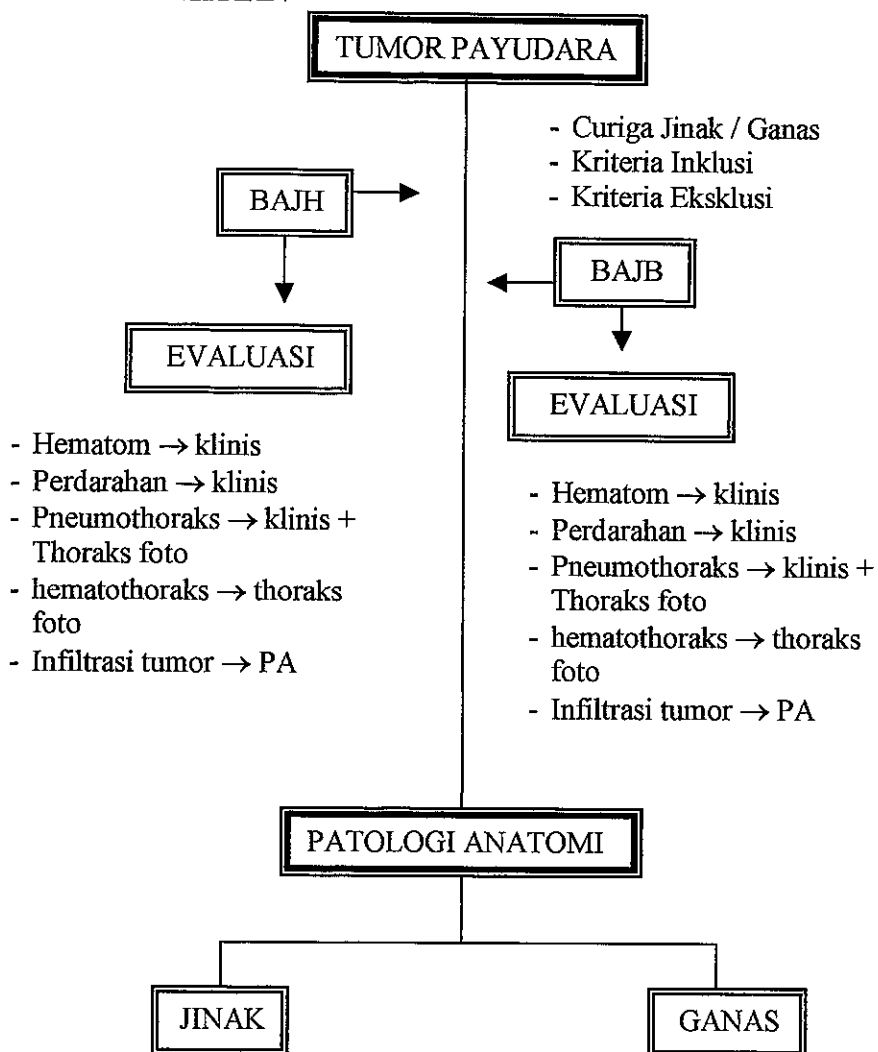 TUMOR PAYUDARA
- Curiga Jinak / Ganas
- Kriteria Inklusi
- Kriteria Eksklusi
BAJH
BAJB
EVALUASI
- Hematom → klinis
- Perdarahan → klinis
- Pneumothoraks → klinis +
Thoraks foto
- hematothoraks → thoraks
foto
- Infiltrasi tumor → PA
EVALUASI
- Hematom → klinis
- Perdarahan → klinis
- Pneumothoraks → klinis +
Thoraks foto
- hematothoraks → thoraks
foto
- Infiltrasi tumor → PA
PATOLOGI ANATOMI
JINAK
GANAS